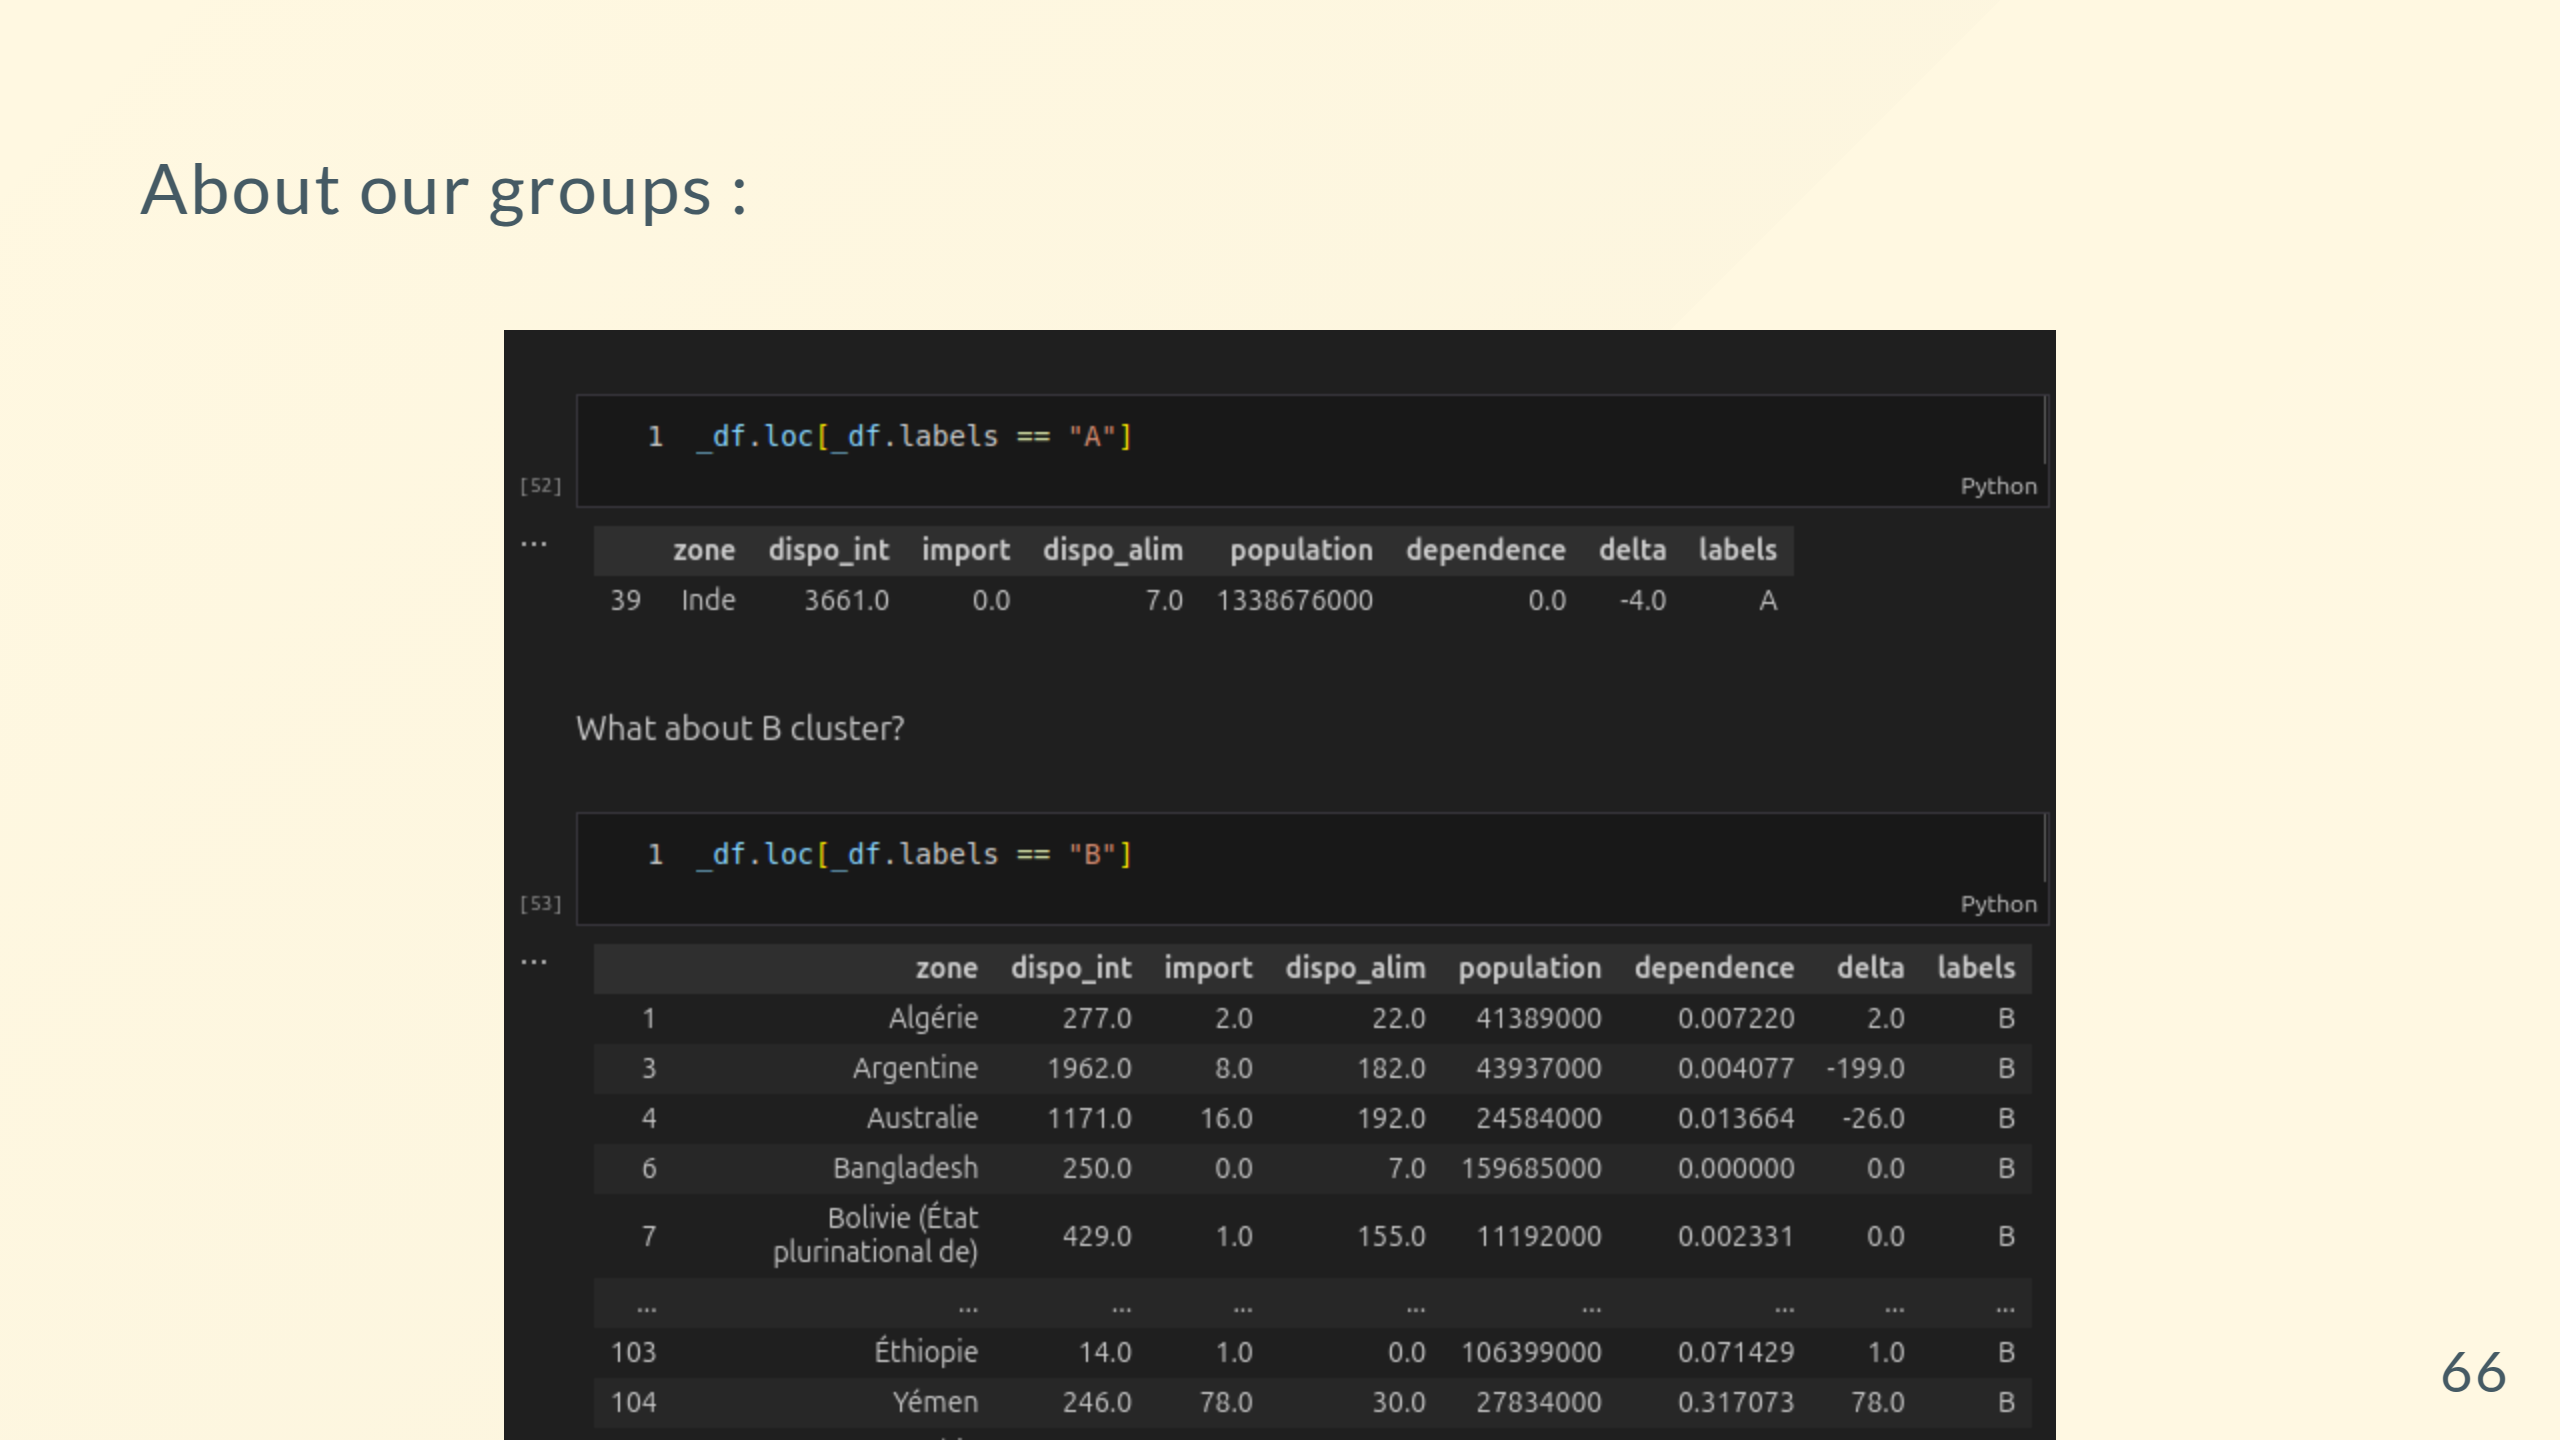 About our groups :
1 _df.loc[_df.labels == "A"]
[52] Python
... zone dispo_int import dispo_alim population dependence delta labels
39 Inde 3661.0 0.0 7.0 1338676000 0.0 -4.0 A
What about B cluster?
1 _df.loc[_df.labels == "B"]
[53] Python
... zone dispo_int import dispo_alim population dependence delta labels
1 Algérie 277.0 2.0 22.0 41389000 0.007220 2.0 B
3 Argentine 1962.0 8.0 182.0 43937000 0.004077 -199.0 B
4 Australie 1171.0 16.0 192.0 24584000 0.013664 -26.0 B
6 Bangladesh 250.0 0.0 7.0 159685000 0.000000 0.0 B
Bolivie (État
7 plurinational de) 429.0 1.0 155.0 11192000 0.002331 0.0 B
... ... ... ... ... ... ... ... ...
103 Éthiopie 14.0 1.0 0.0 106399000 0.071429 1.0 B
104 Yémen 246.0 78.0 30.0 27834000 0.317073 78.0 B
66